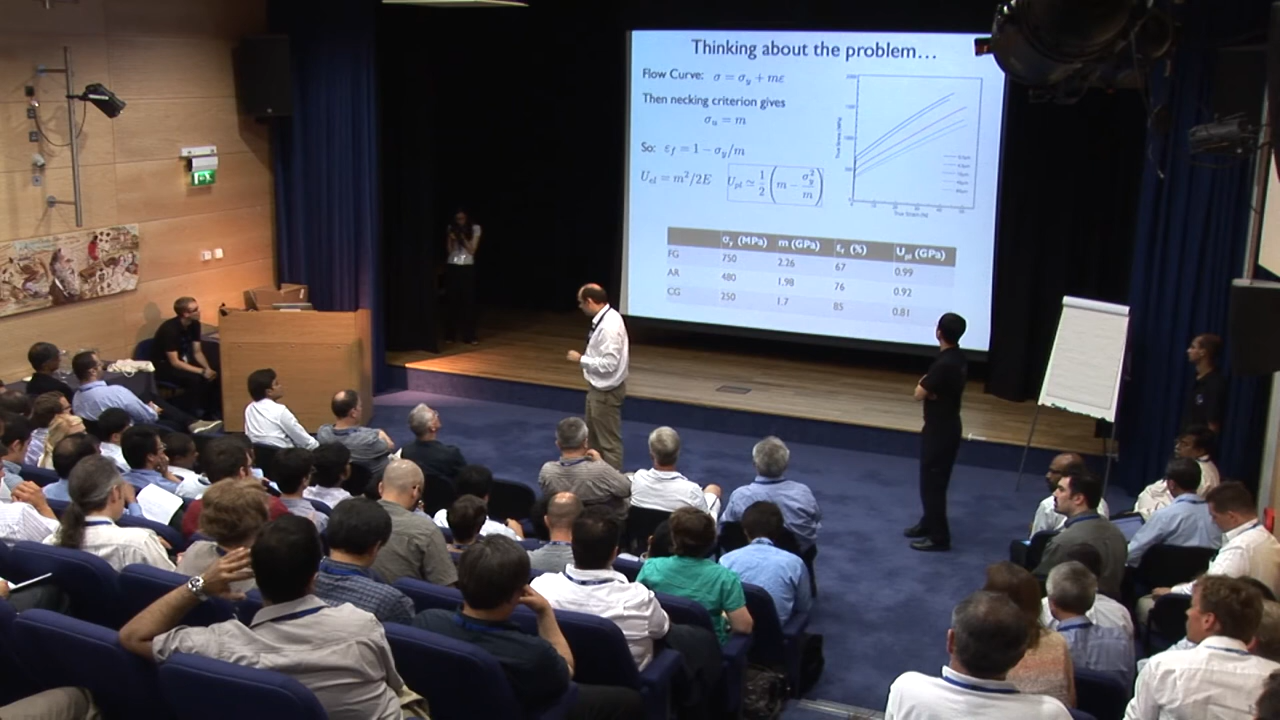 Thinking about the problem...
Flow Curve: σ = σy + mε
Then necking criterion gives
σu = m
So: εf = 1 − σy/m
Uel = m²/2E
Upl ≃ 1/2 (m − σy²/m)
True Strain (%)
σy (MPa) m (GPa) εf (%) Upl (GPa)
FG 750 2.26 67 0.99
AR 480 1.98 76 0.92
CG 250 1.7 85 0.81